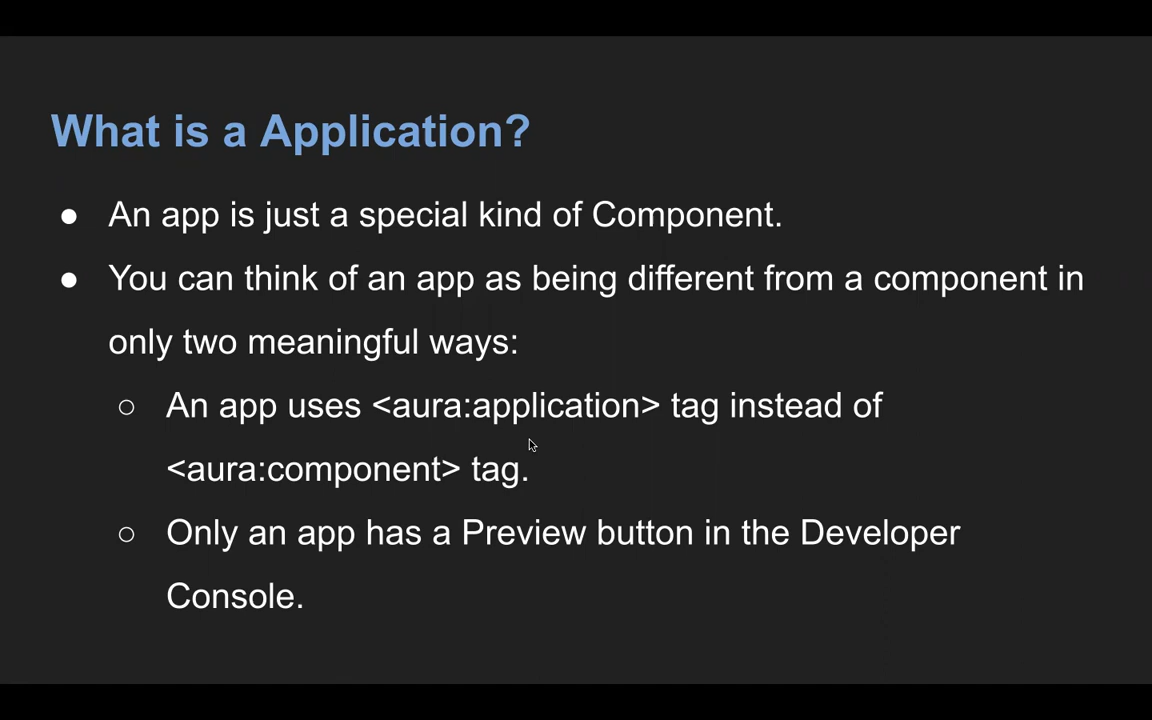 What is a Application?
● An app is just a special kind of Component.
● You can think of an app as being different from a component in
only two meaningful ways:
○ An app uses <aura:application> tag instead of
<aura:component> tag.
○ Only an app has a Preview button in the Developer
Console.